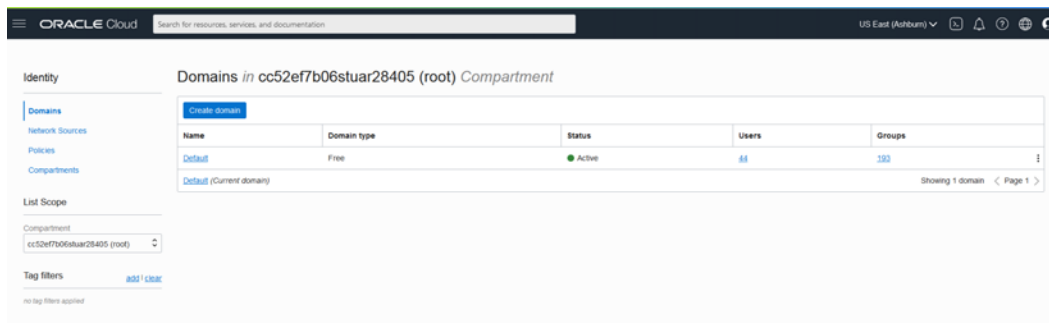 ORACLE Cloud
Search for resources, services, and documentation
US East (Ashburn)
Identity
Domains
Network Sources
Policies
Compartments
List Scope
Compartment
cc52ef7b06stuar28405 (root)
Tag filters
add | clear
no tag filters applied
Domains in cc52ef7b06stuar28405 (root) Compartment
Create domain
Name Domain type Status Users Groups
Default Free Active 44 193
Default (Current domain) Showing 1 domain < Page 1 >